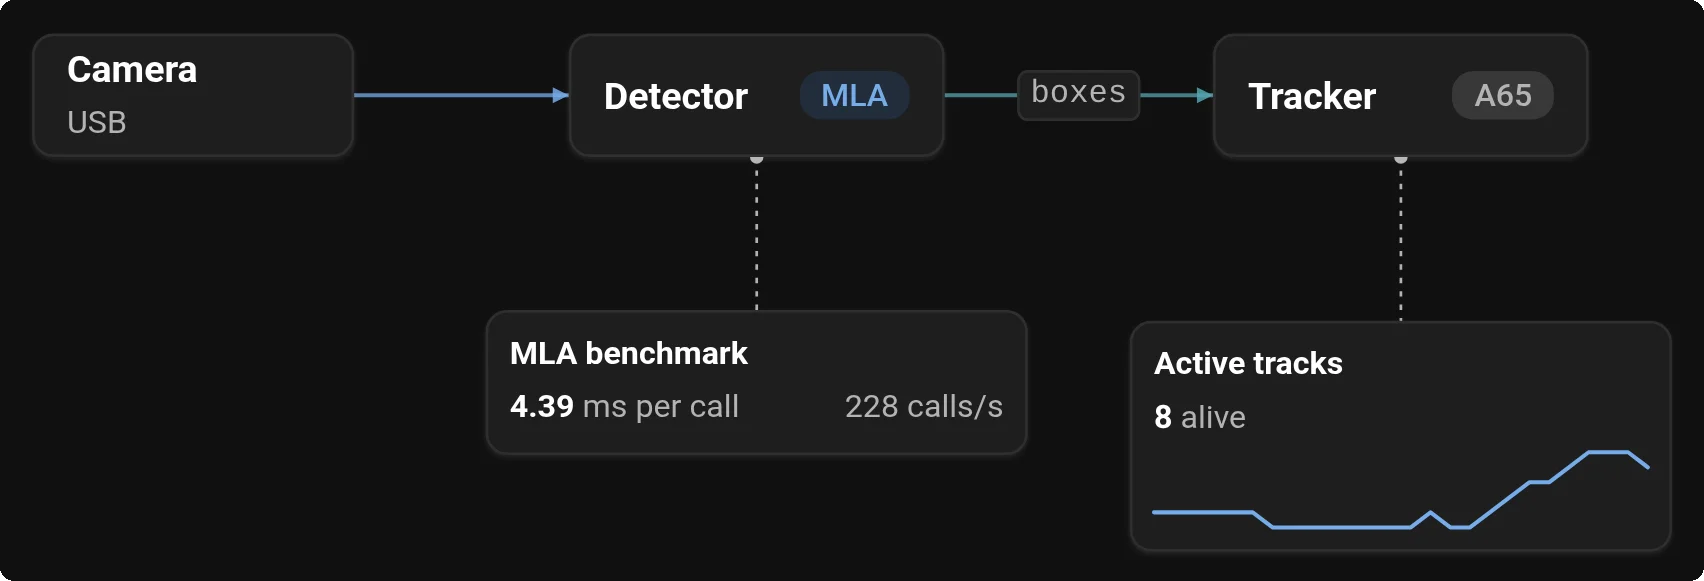 Camera
USB
Detector
MLA
boxes
Tracker
A65
MLA benchmark
4.39 ms per call
228 calls/s
Active tracks
8 alive